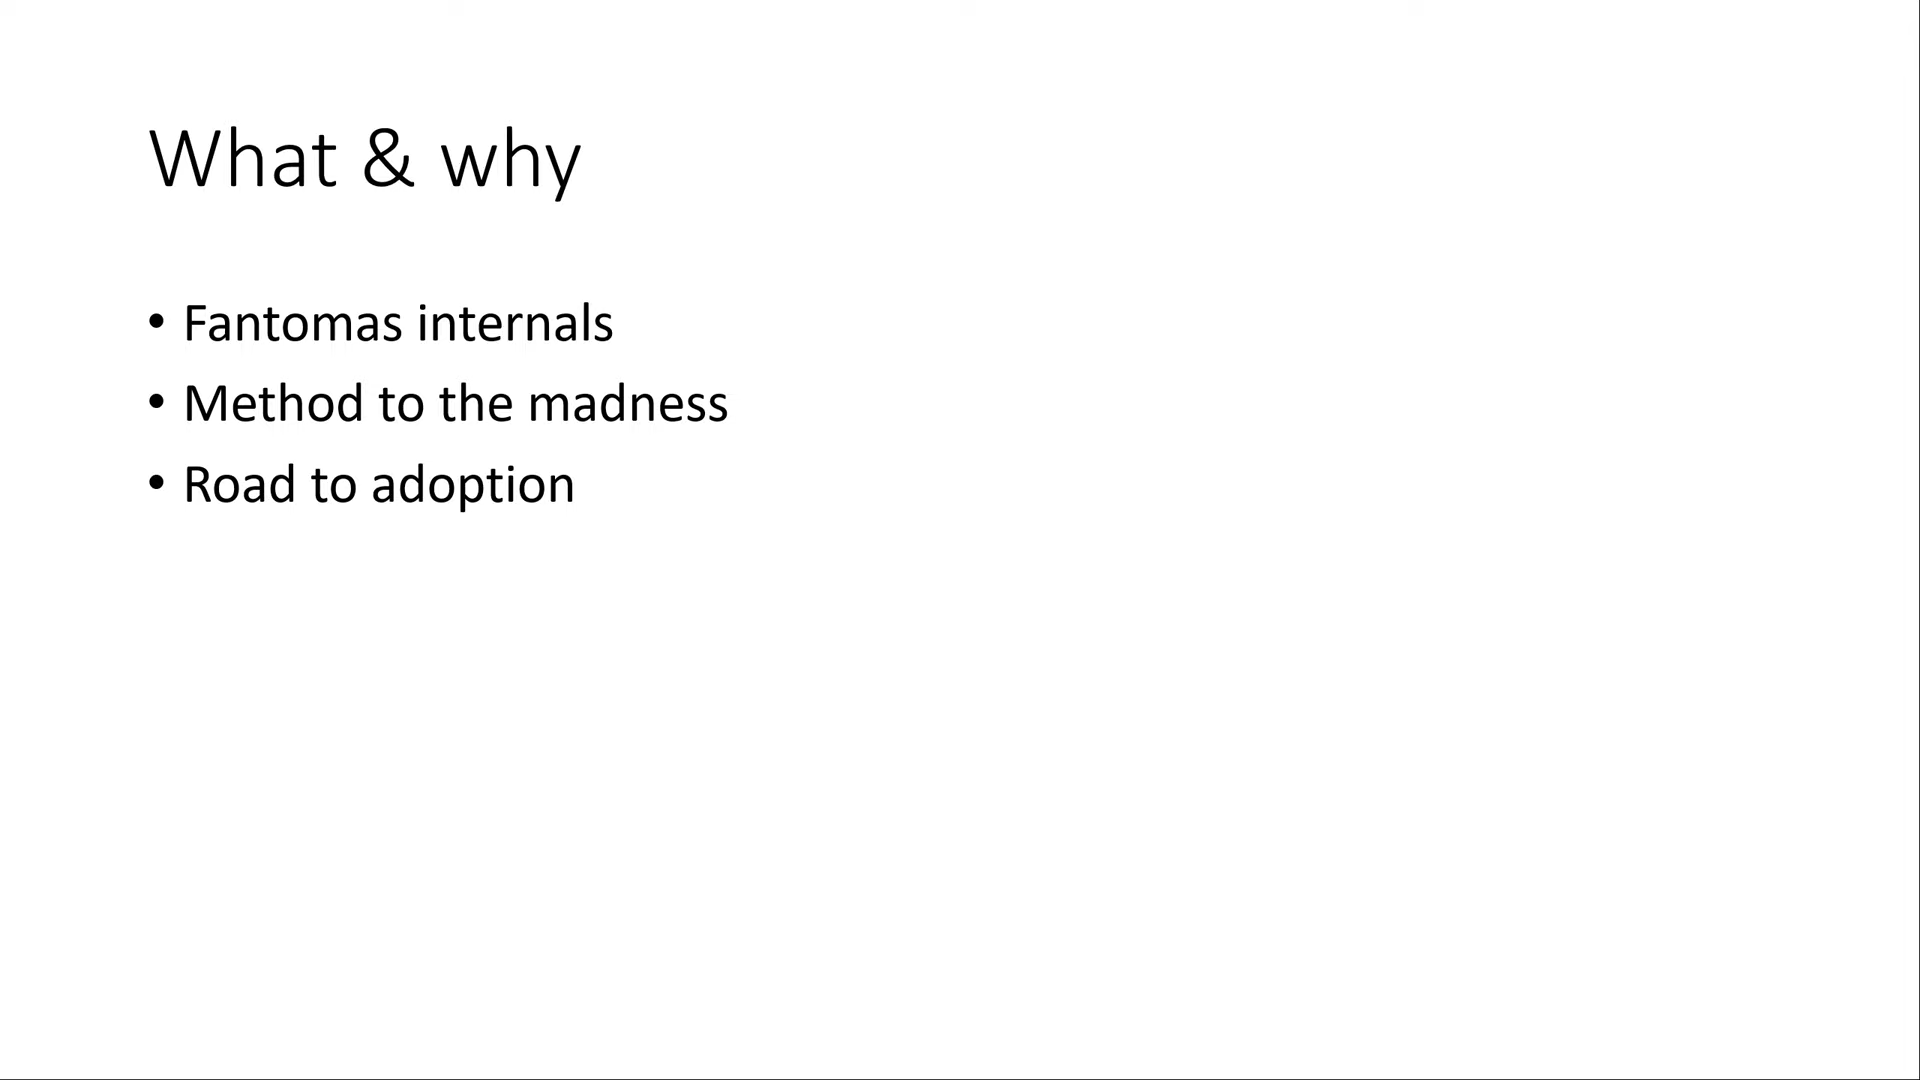 What & why
• Fantomas internals
• Method to the madness
• Road to adoption